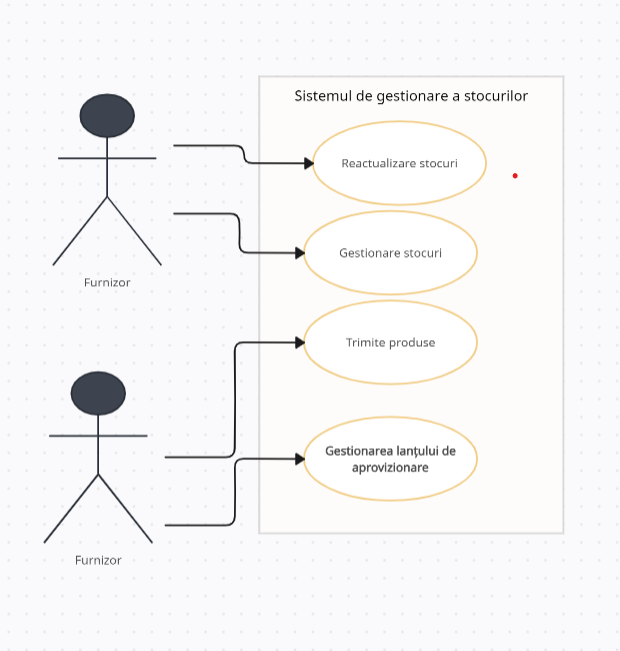 Sistemul de gestionare a stocurilor
Reactualizare stocuri
Gestionare stocuri
Furnizor
Trimite produse
Gestionarea lanțului de
aprovizionare
Furnizor